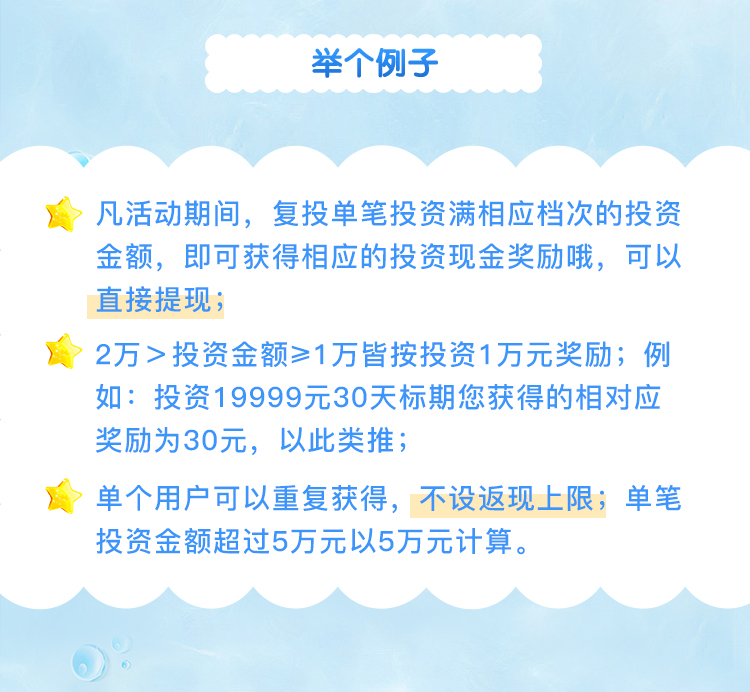 举个例子
凡活动期间，复投单笔投资满相应档次的投资
金额，即可获得相应的投资现金奖励哦，可以
直接提现；
2万＞投资金额≥1万皆按投资1万元奖励；例
如：投资19999元30天标期您获得的相对应
奖励为30元，以此类推；
单个用户可以重复获得，不设返现上限；单笔
投资金额超过5万元以5万元计算。